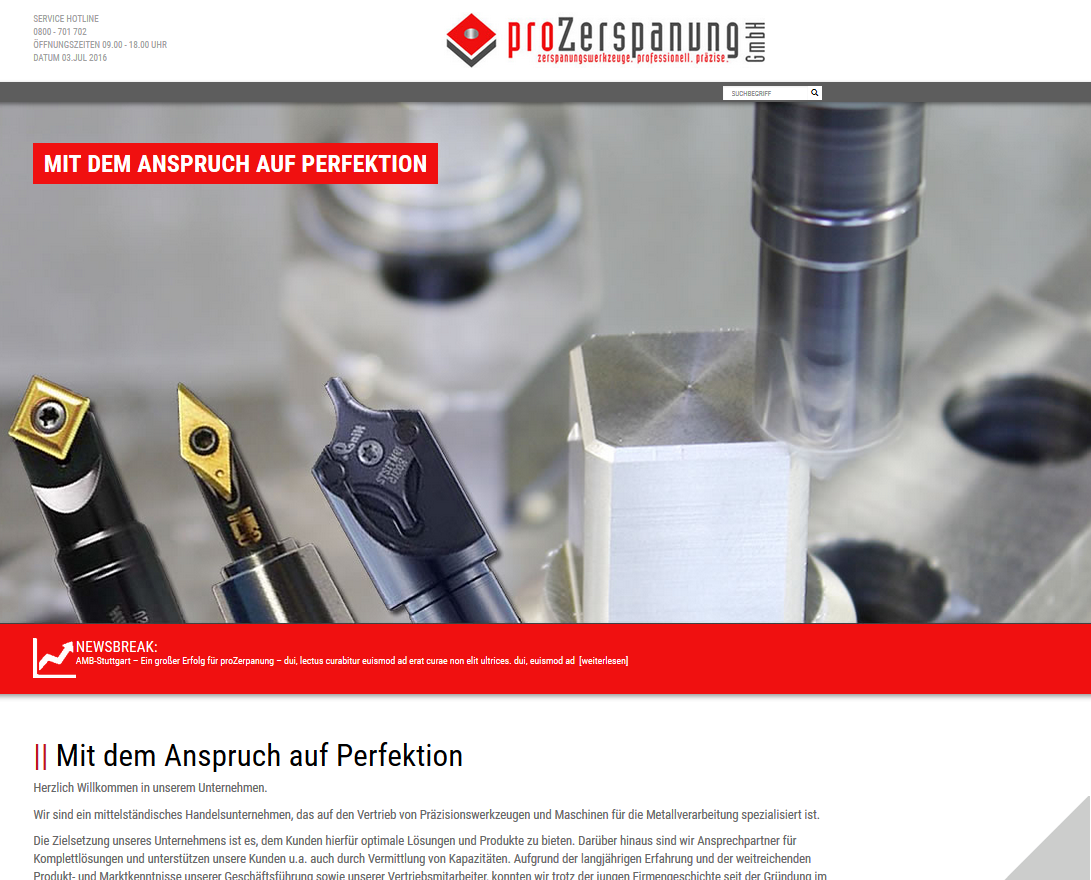 SERVICE HOTLINE
0800 - 701 702
ÖFFNUNGSZEITEN 09.00 - 18.00 UHR
DATUM 03.JUL 2016
proZerspanung GmbH
zerspanungswerkzeuge. professionell. präzise.
SUCHBEGRIFF
MIT DEM ANSPRUCH AUF PERFEKTION
NEWSBREAK:
AMB-Stuttgart – Ein großer Erfolg für proZerpanung – dui, lectus curabitur euismod ad erat curae non elit ultrices. dui, euismod ad [weiterlesen]
|| Mit dem Anspruch auf Perfektion
Herzlich Willkommen in unserem Unternehmen.
Wir sind ein mittelständisches Handelsunternehmen, das auf den Vertrieb von Präzisionswerkzeugen und Maschinen für die Metallverarbeitung spezialisiert ist.
Die Zielsetzung unseres Unternehmens ist es, dem Kunden hierfür optimale Lösungen und Produkte zu bieten. Darüber hinaus sind wir Ansprechpartner für
Komplettlösungen und unterstützen unsere Kunden u.a. auch durch Vermittlung von Kapazitäten. Aufgrund der langjährigen Erfahrung und der weitreichenden
Produkt- und Marktkenntnisse unserer Geschäftsführung sowie unserer Vertriebsmitarbeiter, konnten wir trotz der jungen Firmengeschichte seit der Gründung im